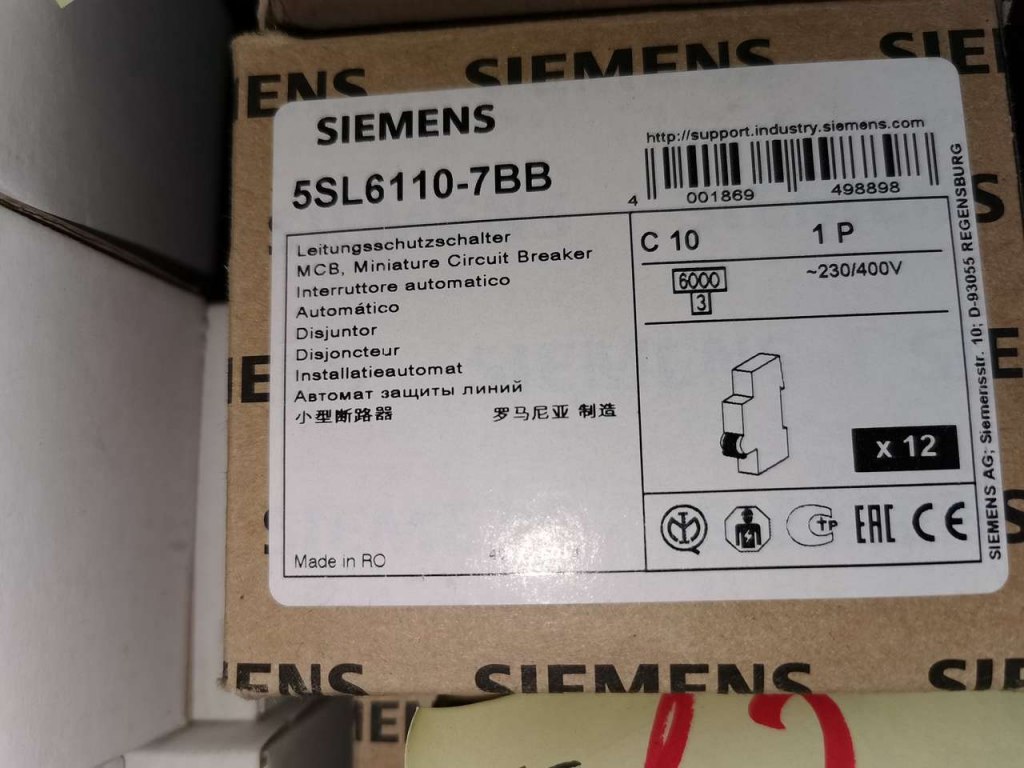 SIEMENS
SIEMENS
5SL6110-7BB
http://support.industry.siemens.com
4 001869 498898
Leitungsschutzschalter
MCB, Miniature Circuit Breaker
Interruttore automatico
Automático
Disjuntor
Disjoncteur
Installatieautomat
Автомат защиты линий
小型断路器 罗马尼亚 制造
Made in RO
C 10 1 P
6000
3
~230/400V
x 12
EAC CE
SIEMENS AG; Siemensstr. 10; D-93055 REGENSBURG
SIEMENS